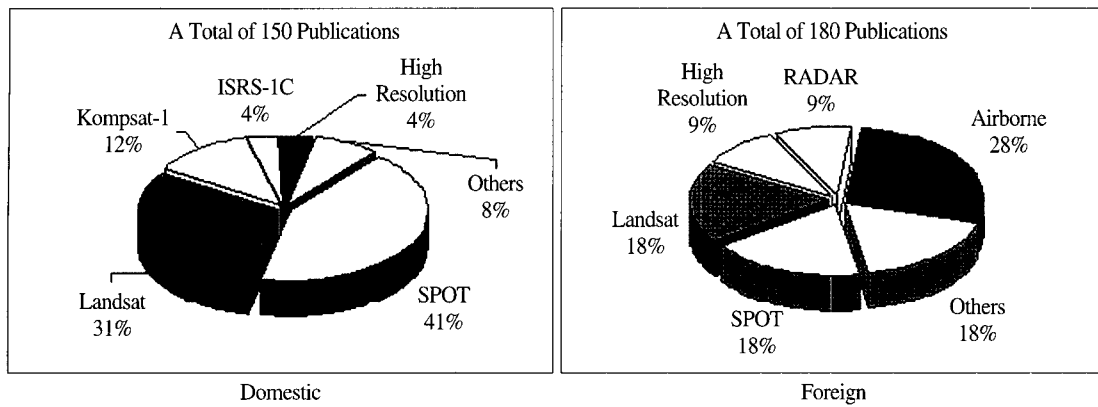 A Total of 150 Publications
High
Resolution
4%
ISRS-1C
4%
Kompsat-1
12%
Others
8%
Landsat
31%
SPOT
41%
Domestic
A Total of 180 Publications
High
Resolution
9%
RADAR
9%
Airborne
28%
Landsat
18%
SPOT
18%
Others
18%
Foreign